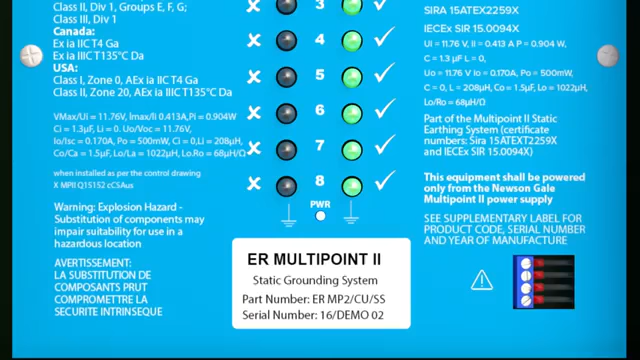 Class II, Div 1, Groups E, F, G;
Class III, Div 1
Canada:
Ex ia IIC T4 Ga
Ex ia IIIC T135°C Da
USA:
Class I, Zone 0, AEx ia IIC T4 Ga
Class II, Zone 20, AEx ia IIIC T135°C Da
VMax/Ui = 11.76V, Imax/Ii 0.413A,Pi = 0.904W
Ci = 1.3µF, Li = 0. Uo/Voc = 11.76V.
Io/Isc = 0.170A, Po = 500mW, Ci = 0,Li = 208µH,
Co/Ca = 1.5µF, Lo/La = 1022µH, Lo.Ro = 68µH/Ω
when installed as per the control drawing
X MPII Q15152 cCSAus
Warning: Explosion Hazard -
Substitution of components may
impair suitability for use in a
hazardous location
AVERTISSEMENT:
LA SUBSTITUTION DE
COMPOSANTS PRUT
COMPROMETTRE LA
SECURITE INTRINSEQUE
3
4
5
6
7
8
PWR
ER MULTIPOINT II
Static Grounding System
Part Number: ER MP2/CU/SS
Serial Number: 16/DEMO 02
SIRA 15ATEX2259X
IECEx SIR 15.0094X
UI = 11.76 V, II = 0.413 A P = 0.904 W,
C = 1.3 µF L = 0,
Uo = 11.76 V Io = 0.170A, Po = 500mW,
C = 0, L = 208µH, Co = 1.5µF, Lo = 1022µH,
Lo/Ro = 68µH/Ω
Part of the Multipoint II Static
Earthing System (certificate
numbers: Sira 15ATEXT2259X
and IECEx SIR 15.0094X)
This equipment shall be powered
only from the Newson Gale
Multipoint II power supply
SEE SUPPLEMENTARY LABEL FOR
PRODUCT CODE, SERIAL NUMBER
AND YEAR OF MANUFACTURE